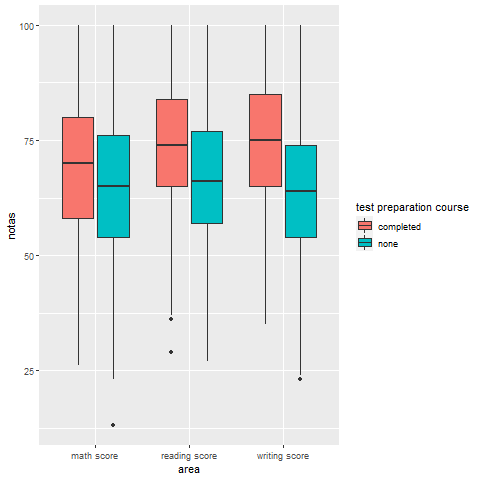 100
75
50
25
notas
math score
reading score
writing score
area
test preparation course
completed
none